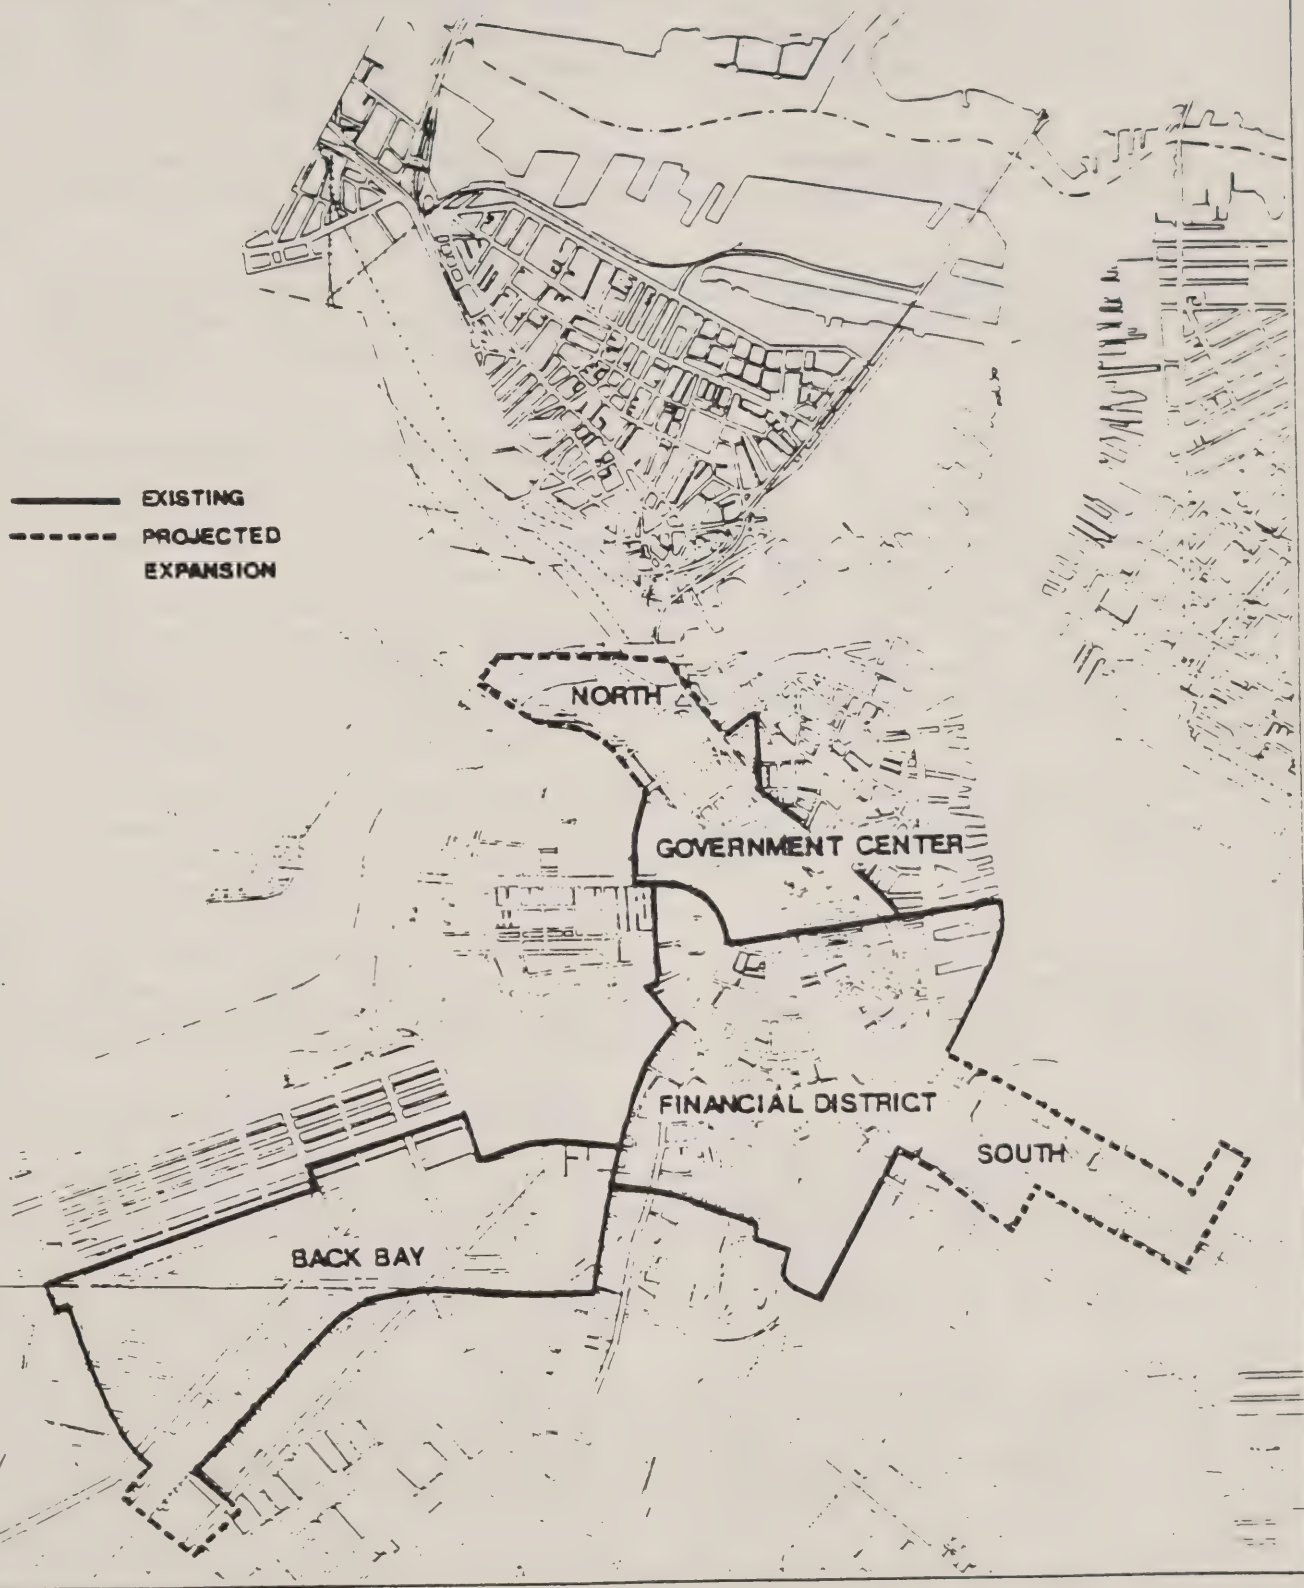 EXISTING
PROJECTED
EXPANSION
NORTH
GOVERNMENT CENTER
FINANCIAL DISTRICT
SOUTH
BACK BAY